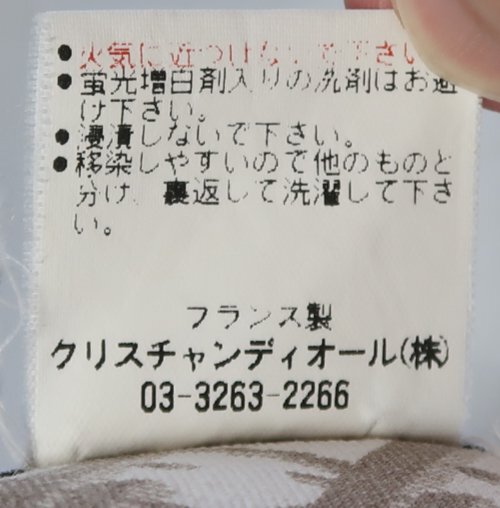 ● 火気に近づけないで下さい
● 蛍光増白剤入りの洗剤はお避
け下さい。
● 浸漬しないで下さい。
● 移染しやすいので他のものと
分け、裏返して洗濯して下さ
い。
フランス製
クリスチャンディオール(株)
03-3263-2266